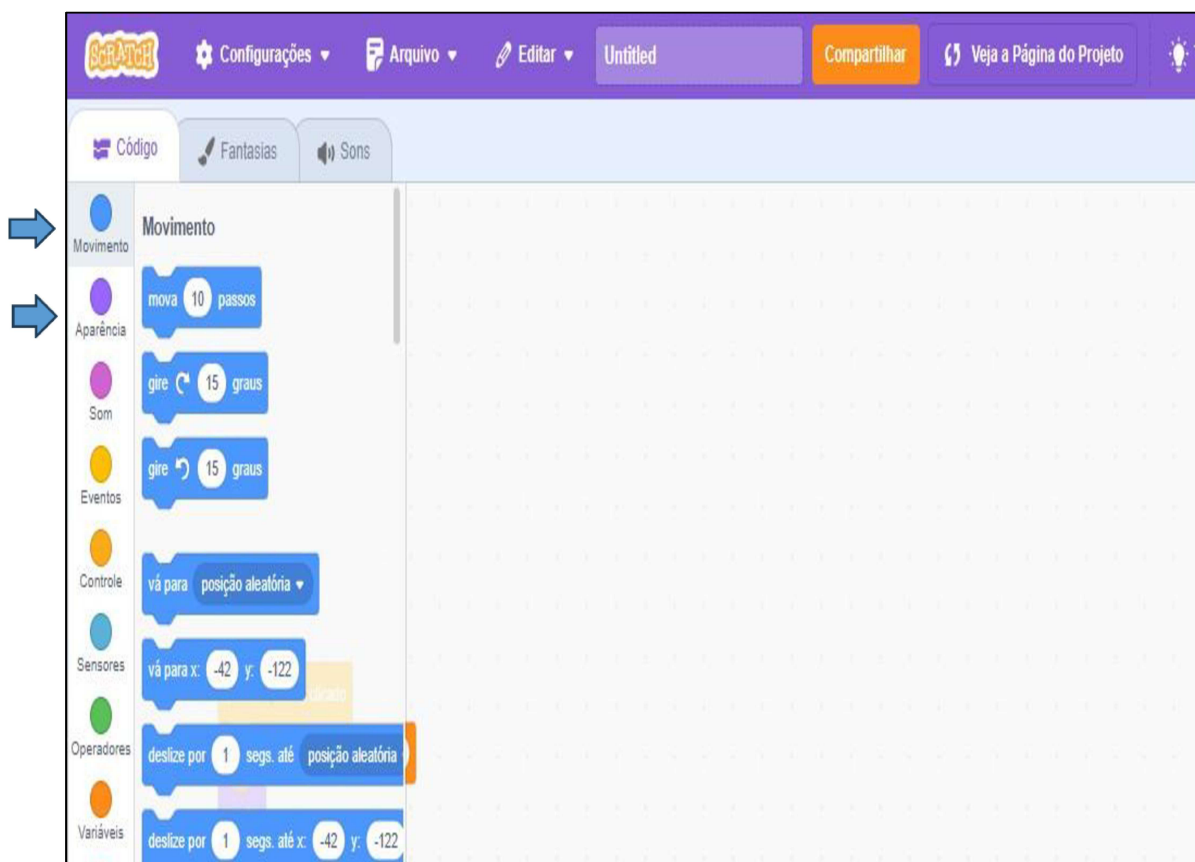 SCRATCH Configurações Arquivo Editar Untitled Compartilhar Veja a Página do Projeto
Código Fantasias Sons
Movimento
Aparência
Som
Eventos
Controle
Sensores
Operadores
Variáveis
Movimento
mova 10 passos
gire 15 graus
gire 15 graus
vá para posição aleatória
vá para x: -42 y: -122
deslize por 1 segs. até posição aleatória
deslize por 1 segs. até x: -42 y: -122